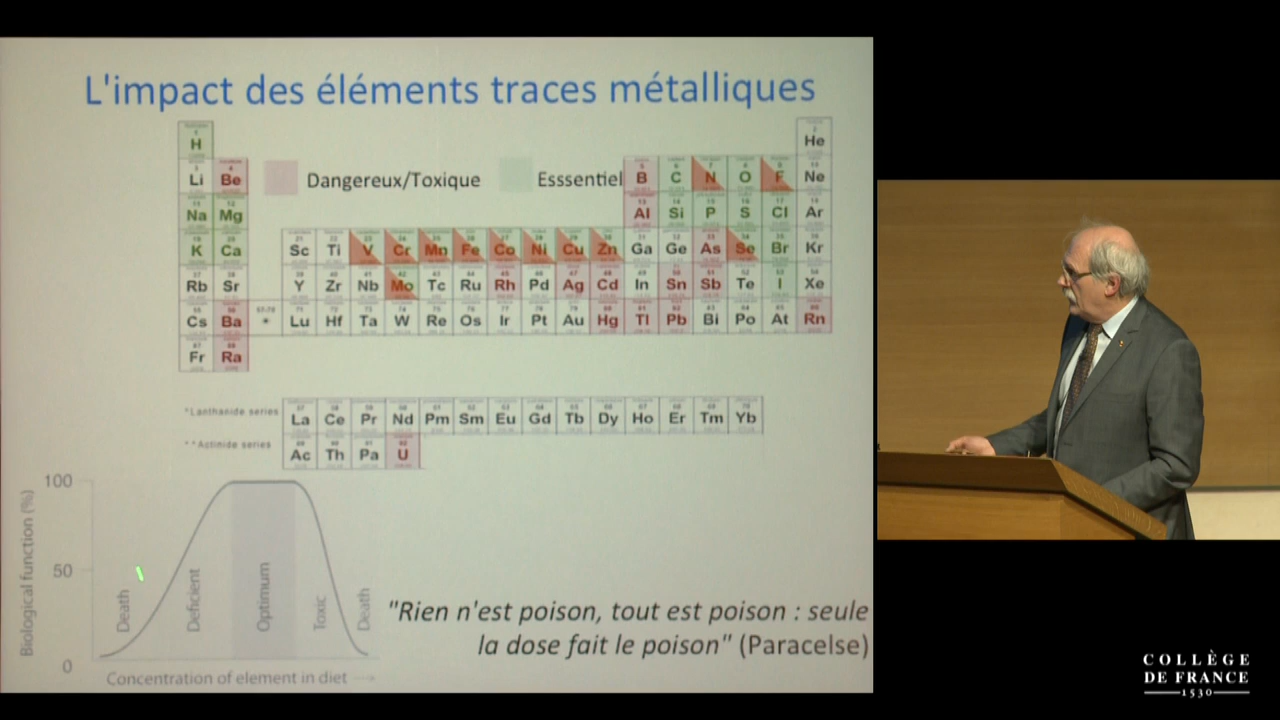 L'impact des éléments traces métalliques
H He
Li Be Dangereux/Toxique Esssentiel B C N O F Ne
Na Mg Al Si P S Cl Ar
K Ca Sc Ti V Cr Mn Fe Co Ni Cu Zn Ga Ge As Se Br Kr
Rb Sr Y Zr Nb Mo Tc Ru Rh Pd Ag Cd In Sn Sb Te I Xe
Cs Ba * Lu Hf Ta W Re Os Ir Pt Au Hg Tl Pb Bi Po At Rn
Fr Ra
*Lanthanide series La Ce Pr Nd Pm Sm Eu Gd Tb Dy Ho Er Tm Yb
**Actinide series Ac Th Pa U
Biological function (%)
100
50
0
Death
Deficient
Optimum
Toxic
Death
Concentration of element in diet
"Rien n'est poison, tout est poison : seule
la dose fait le poison" (Paracelse)
COLLÈGE
DE FRANCE
1530